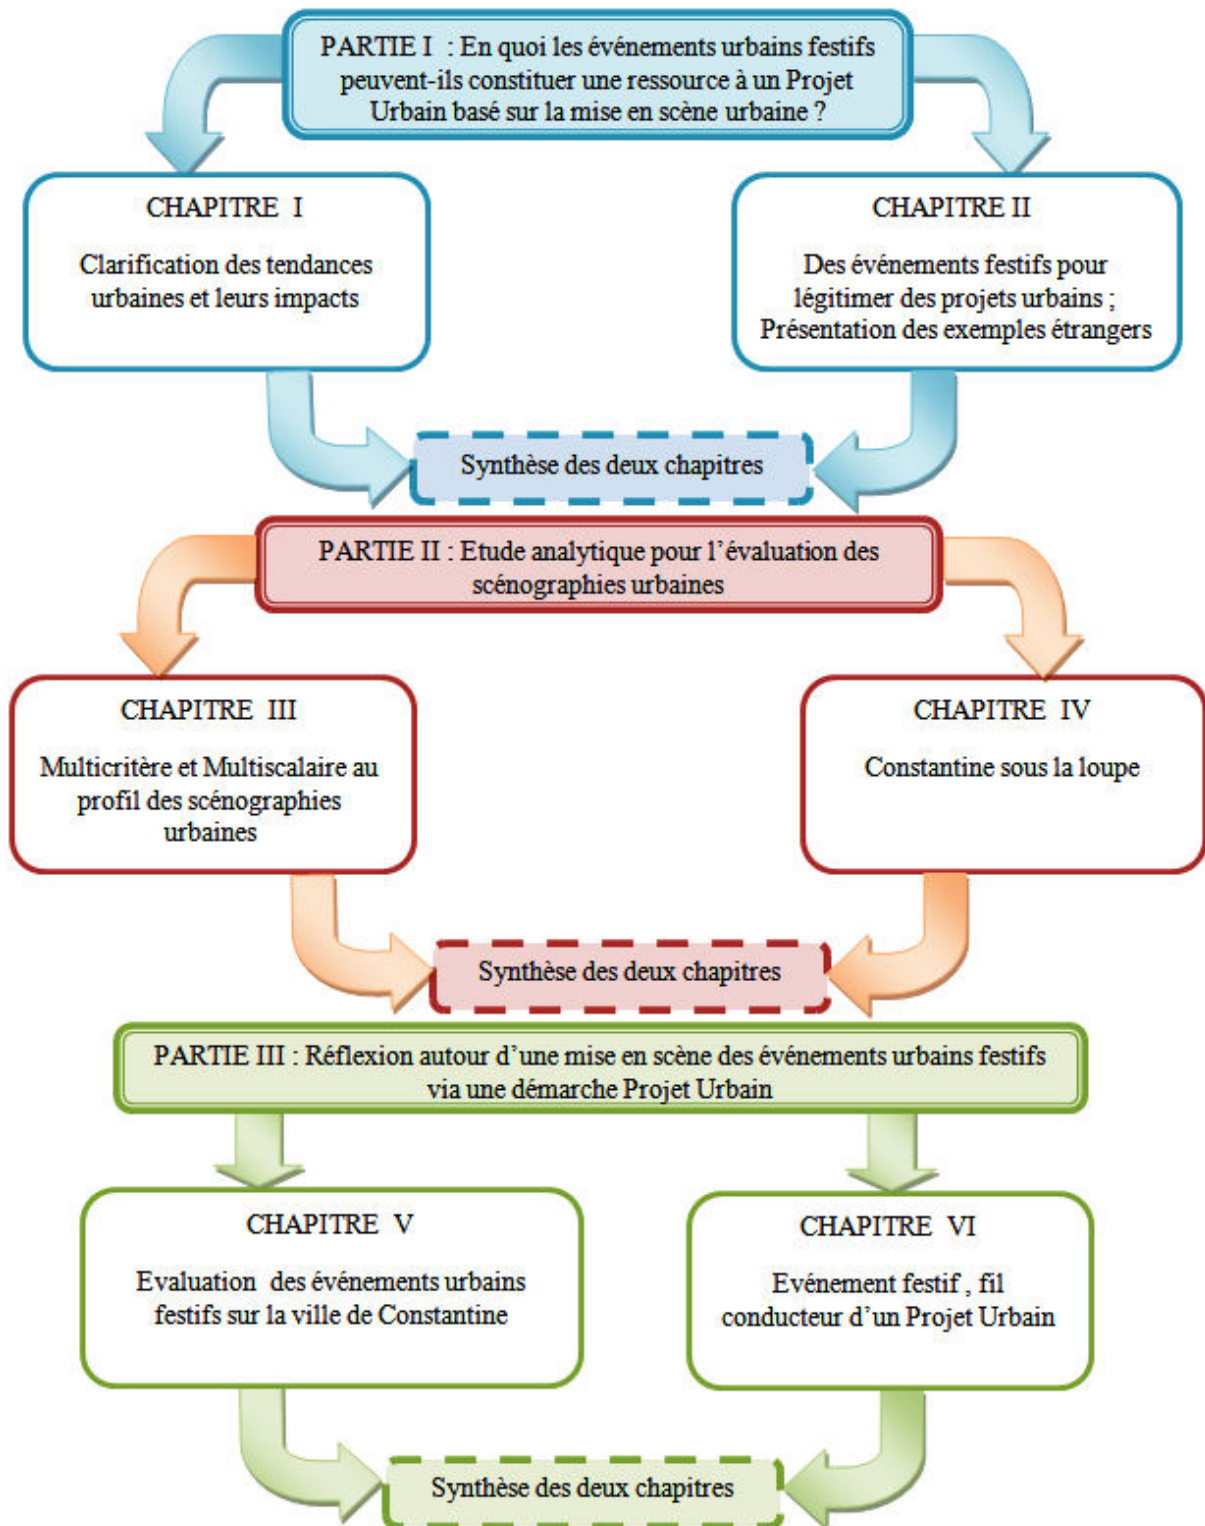 PARTIE I : En quoi les événements urbains festifs
peuvent-ils constituer une ressource à un Projet
Urbain basé sur la mise en scène urbaine ?
CHAPITRE I
Clarification des tendances
urbaines et leurs impacts
CHAPITRE II
Des événements festifs pour
légitimer des projets urbains ;
Présentation des exemples étrangers
Synthèse des deux chapitres
PARTIE II : Etude analytique pour l’évaluation des
scénographies urbaines
CHAPITRE III
Multicritère et Multiscalaire au
profil des scénographies
urbaines
CHAPITRE IV
Constantine sous la loupe
Synthèse des deux chapitres
PARTIE III : Réflexion autour d’une mise en scène des événements urbains festifs
via une démarche Projet Urbain
CHAPITRE V
Evaluation des événements urbains
festifs sur la ville de Constantine
CHAPITRE VI
Evénement festif , fil
conducteur d’un Projet Urbain
Synthèse des deux chapitres